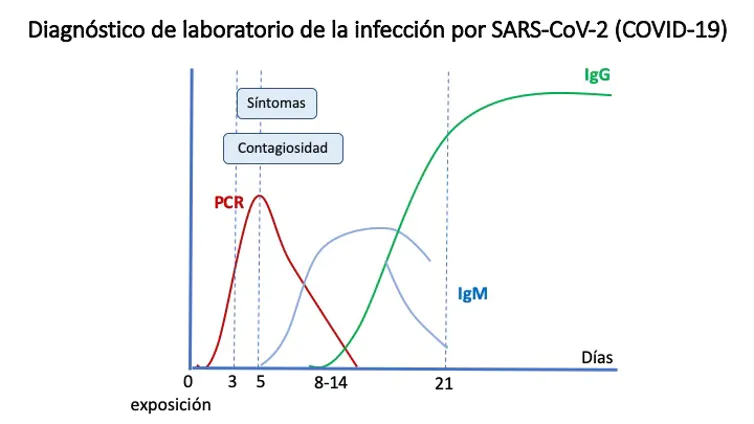 Diagnóstico de laboratorio de la infección por SARS-CoV-2 (COVID-19)
IgG
Síntomas
Contagiosidad
PCR
IgM
Días
0 3 5 8-14 21
exposición